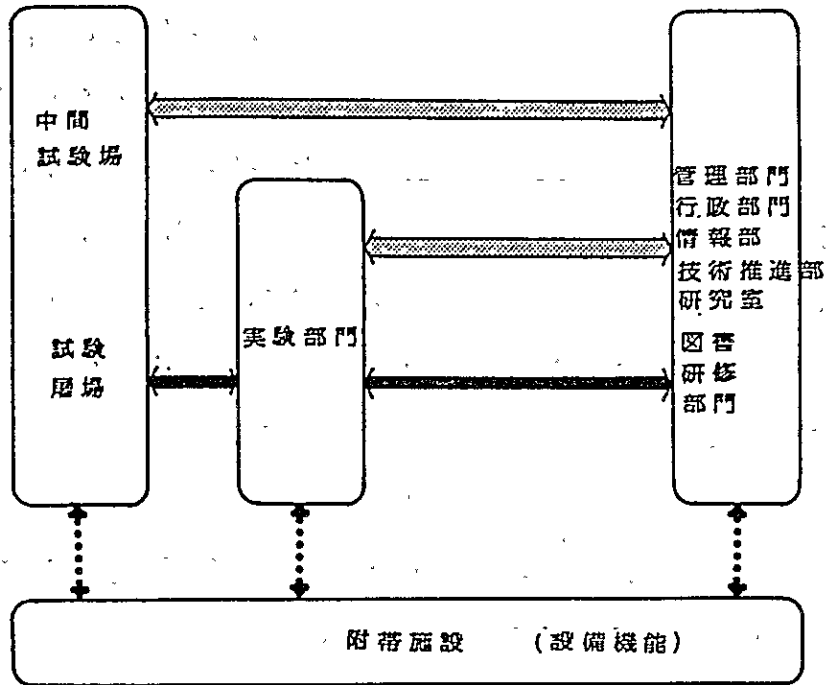 中間
試験場
試験
圃場
実験部門
管理部門
行政部門
情報部
技術推進部
研究室
図書
研修
部門
附帯施設 (設備機能)